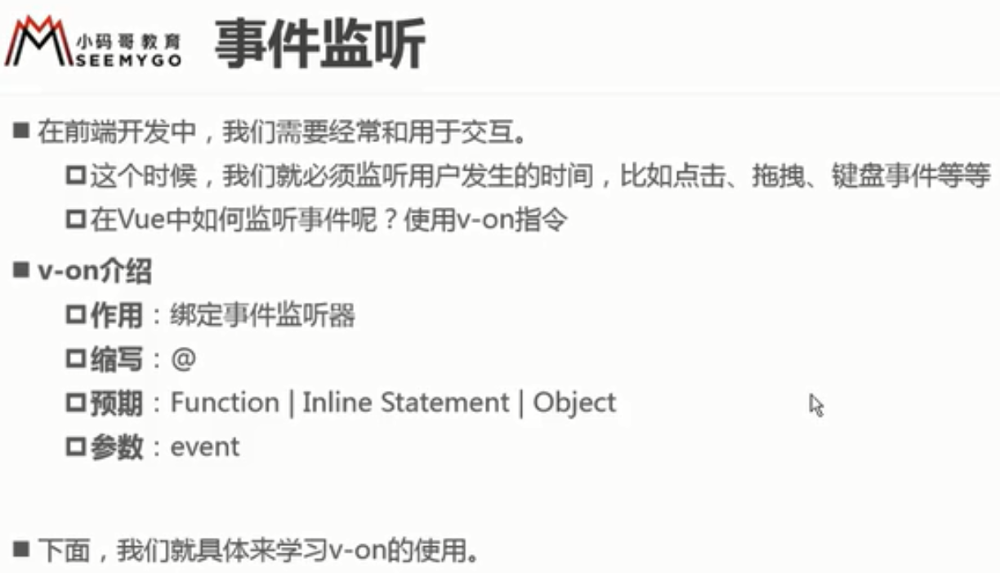 小码哥教育
SEEMYGO
事件监听
在前端开发中，我们需要经常和用于交互。
这个时候，我们就必须监听用户发生的时间，比如点击、拖拽、键盘事件等等
在Vue中如何监听事件呢？使用v-on指令
v-on介绍
作用：绑定事件监听器
缩写：@
预期：Function | Inline Statement | Object
参数：event
下面，我们就具体来学习v-on的使用。